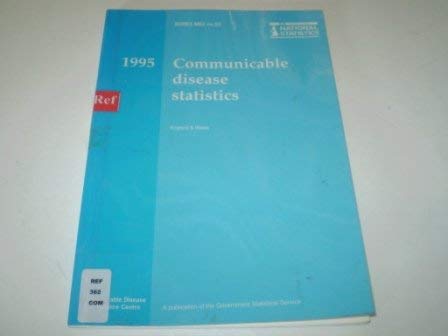 SERIES MB2 no.22
NATIONAL
STATISTICS
1995 Communicable
disease
statistics
Ref
England & Wales
REF
362
COM
able Disease
ance Centre
A publication of the Government Statistical Service